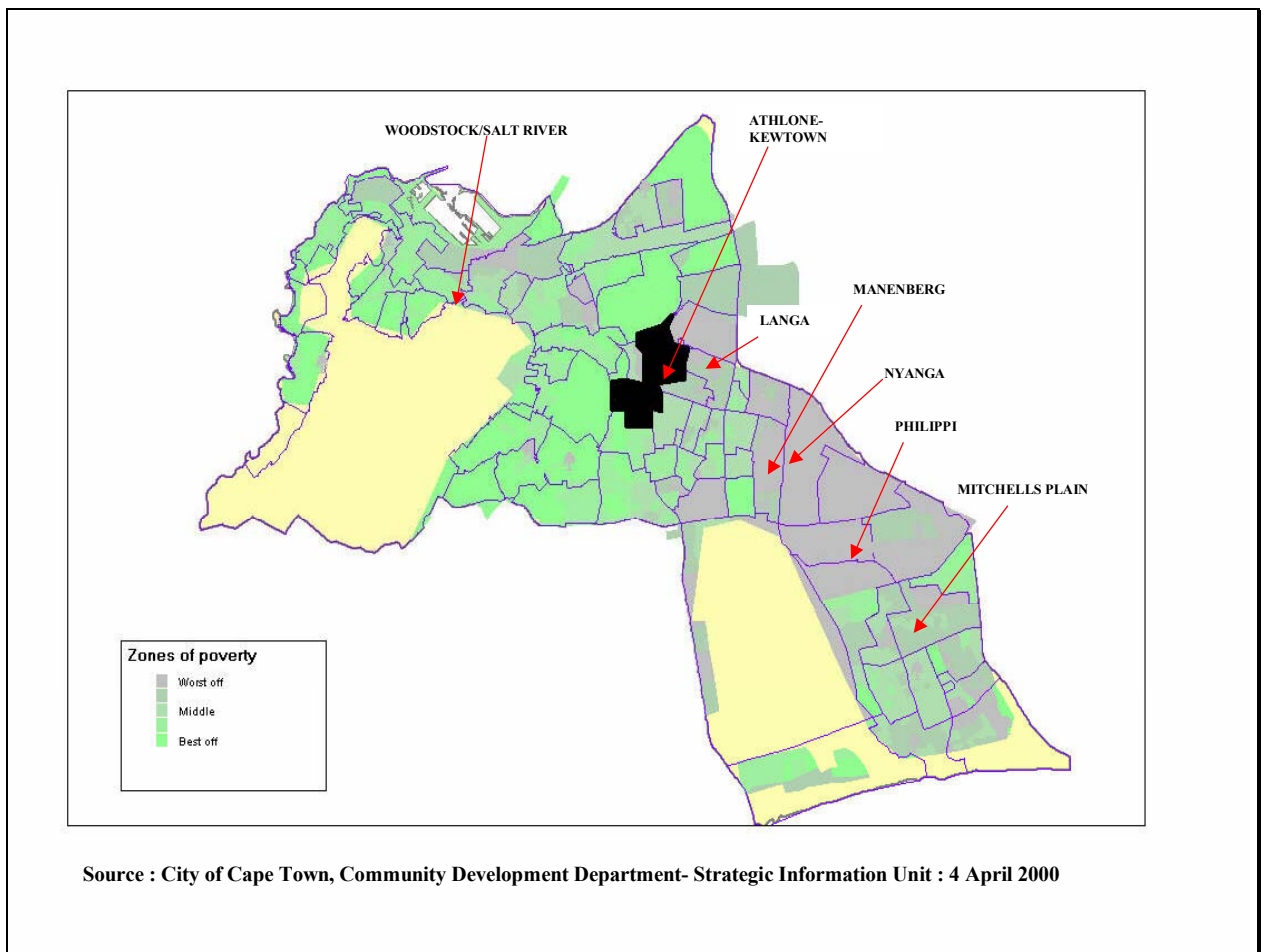 WOODSTOCK/SALT RIVER
ATHLONE-
KEWTOWN
MANENBERG
LANGA
NYANGA
PHILIPPI
MITCHELLS PLAIN
Zones of poverty
Worst off
Middle
Best off
Source : City of Cape Town, Community Development Department- Strategic Information Unit : 4 April 2000